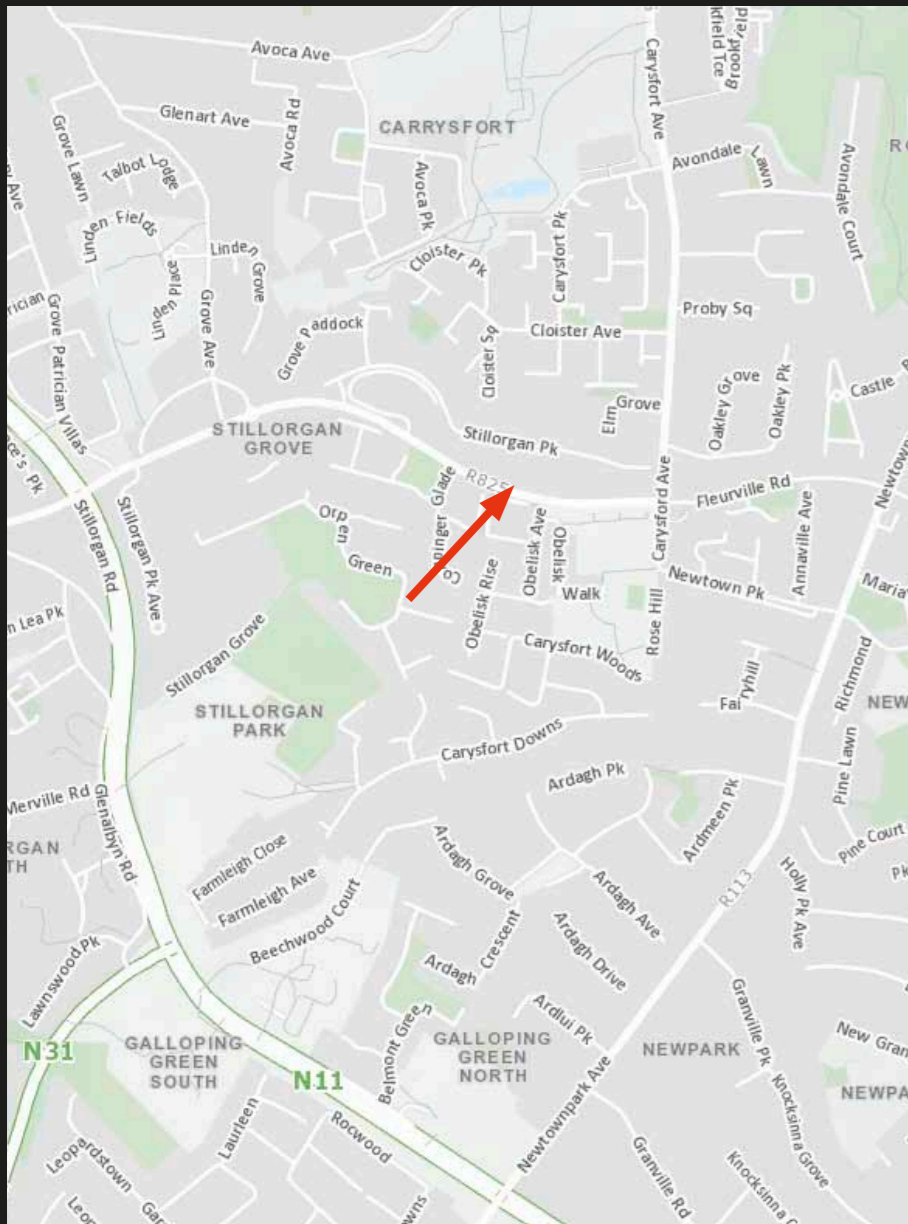 Avoca Ave
Carysfort Ave
Glenart Ave
Avoca Rd
CARRYSFORT
Grove Lawn
Talbot Lodge
Avoca Pk
Avondale
Lawn
Avondale Court
Linden Fields
Linden Grove
Linden Place
Cloister Pk
Carysfort Pk
Grove Ave
Grove Paddock
Cloister Sq
Cloister Ave
Proby Sq
Grove
Patrician Villas
Elm Grove
Oakley Grove
Oakley Pk
Castle
STILLORGAN
GROVE
Stillorgan Pk
Stillorgan Rd
Stillorgan Pk Ave
R825
Carysford Ave
Fleurville Rd
Newtown
Orpen
Green
Obelisk Ave
Obelisk
Walk
Obelisk Rise
Annaville Ave
Newtown Pk
Rose Hill
Stillorgan Grove
Carysfort Woods
Richmond
STILLORGAN
PARK
Carysfort Downs
Ardagh Pk
Ardmeen Pk
Pine Lawn
Pine Court
Merville Rd
Glenalbyn Rd
Farmleigh Close
Farmleigh Ave
Beechwood Court
Ardagh Grove
Ardagh Ave
R113
Holly Pk Ave
Ardagh
Crescent
Ardagh Drive
Lawnswood Pk
Ardlui Pk
Granville Pk
N31
GALLOPING
GREEN
SOUTH
N11
Belmont Green
GALLOPING
GREEN
NORTH
NEWPARK
Newtownpark Ave
Knocksinna Grove
Laurleen
Rocwood
Leopardstown
Granville Rd
Knocksinna